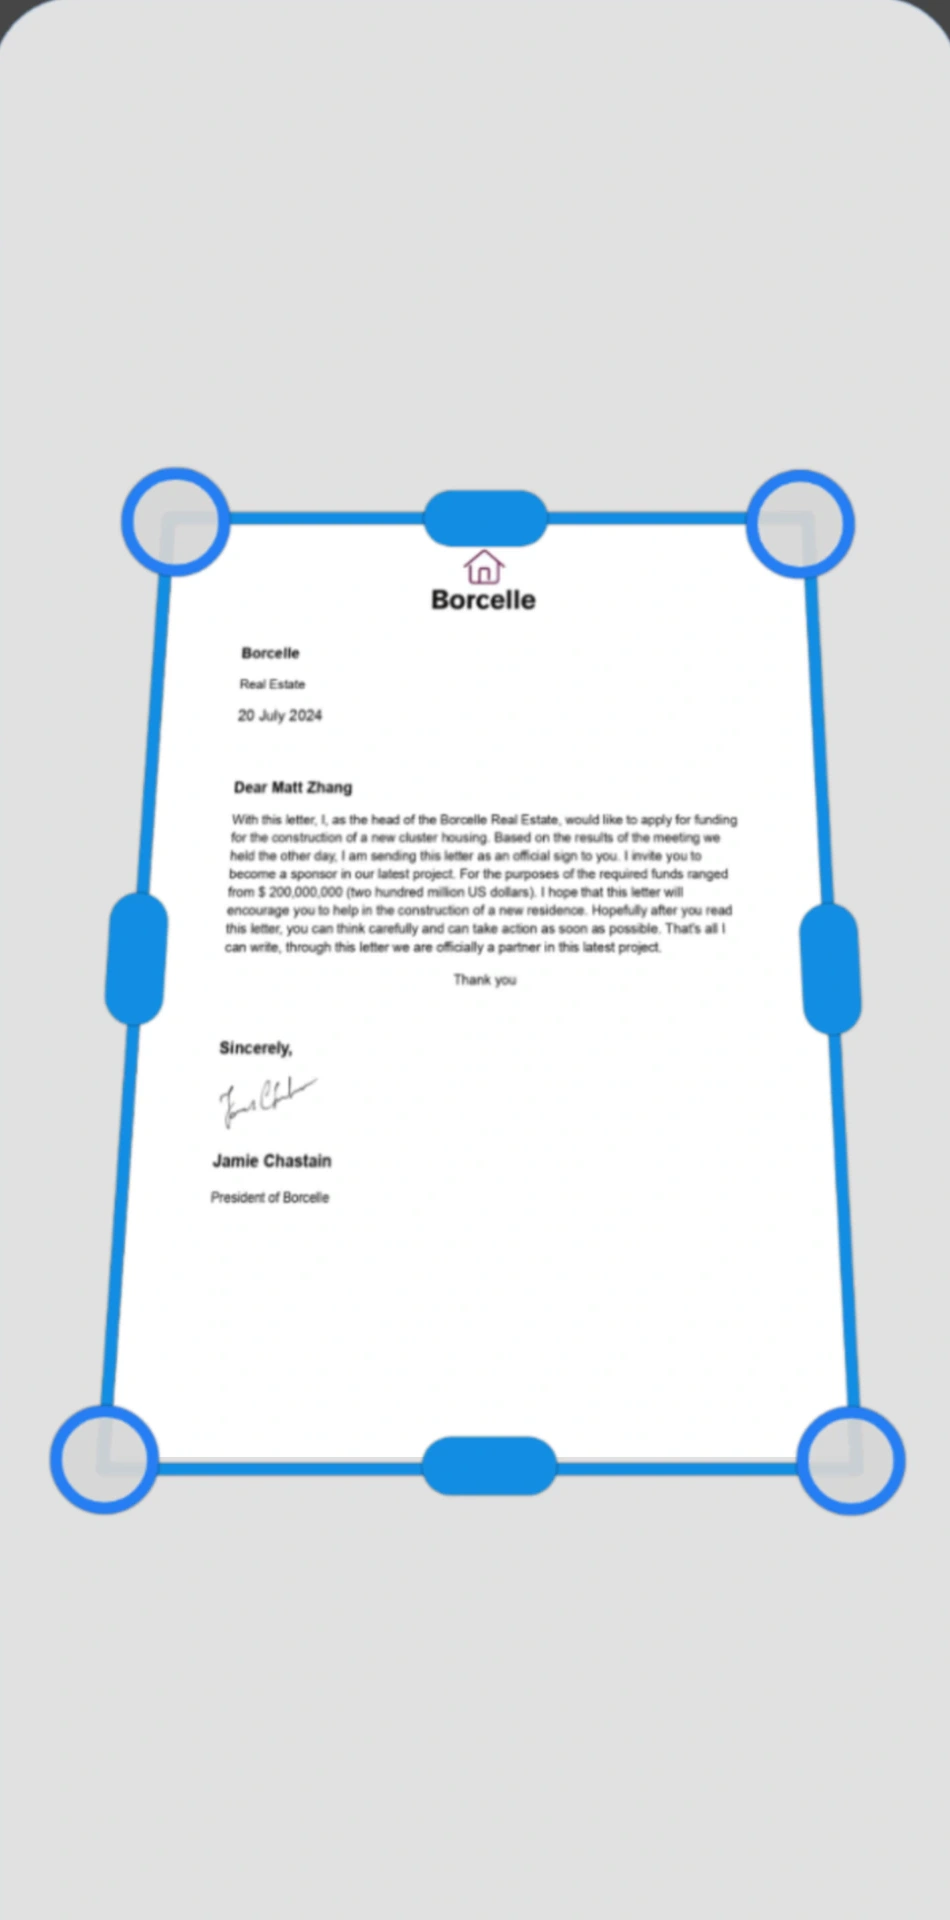 Borcelle
Borcelle
Real Estate
20 July 2024
Dear Matt Zhang
With this letter, I, as the head of the Borcelle Real Estate, would like to apply for funding
for the construction of a new cluster housing. Based on the results of the meeting we
held the other day, I am sending this letter as an official sign to you. I invite you to
become a sponsor in our latest project. For the purposes of the required funds ranged
from $ 200,000,000 (two hundred million US dollars). I hope that this letter will
encourage you to help in the construction of a new residence. Hopefully after you read
this letter, you can think carefully and can take action as soon as possible. That's all I
can write, through this letter we are officially a partner in this latest project.
Thank you
Sincerely,
Jamie Chastain
President of Borcelle